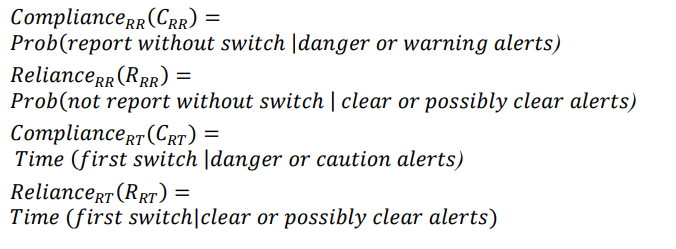 Compliance_RR(C_RR) =
Prob(report without switch |danger or warning alerts)
Reliance_RR(R_RR) =
Prob(not report without switch | clear or possibly clear alerts)
Compliance_RT(C_RT) =
Time (first switch |danger or caution alerts)
Reliance_RT(R_RT) =
Time (first switch|clear or possibly clear alerts)